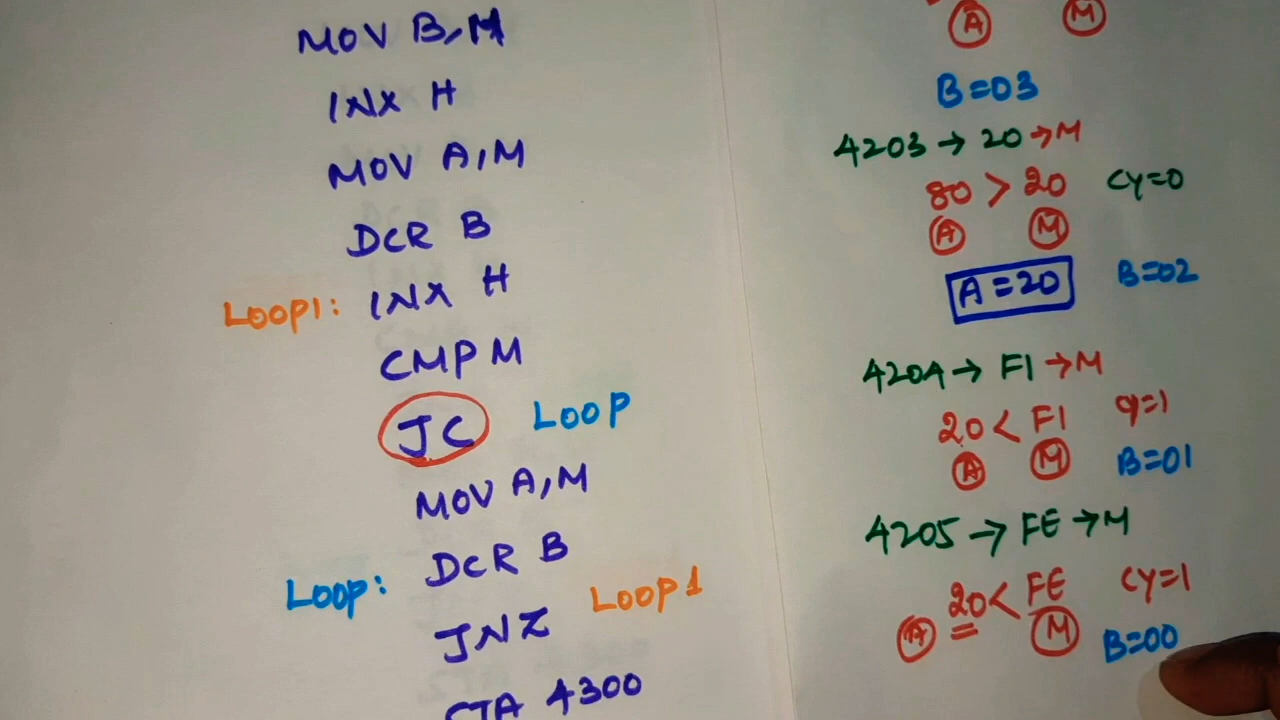 MOV B,M
INX H
MOV A,M
DCR B
LOOP1: INX H
CMP M
JC LOOP
MOV A,M
LOOP: DCR B
JNZ LOOP1
STA 4300
A M
B=03
4203→20→M
80 > 20 CY=0
A M
A=20 B=02
420A→F1→M
20 < F1 CY=1
A M B=01
4205→FE→M
20 < FE CY=1
A M B=00